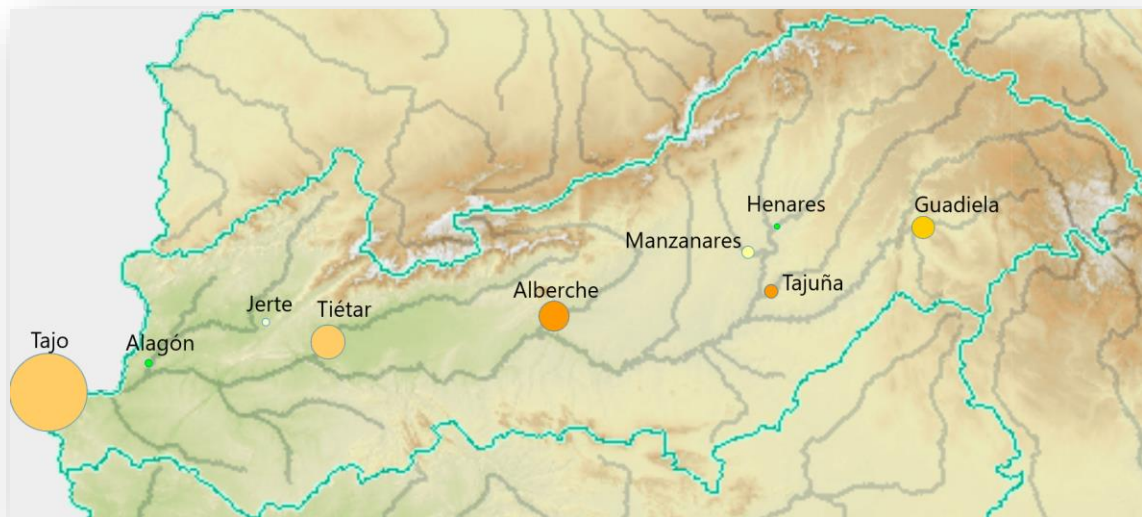 Henares
Guadiela
Manzanares
Tajuña
Alberche
Jerte
Tiétar
Tajo
Alagón